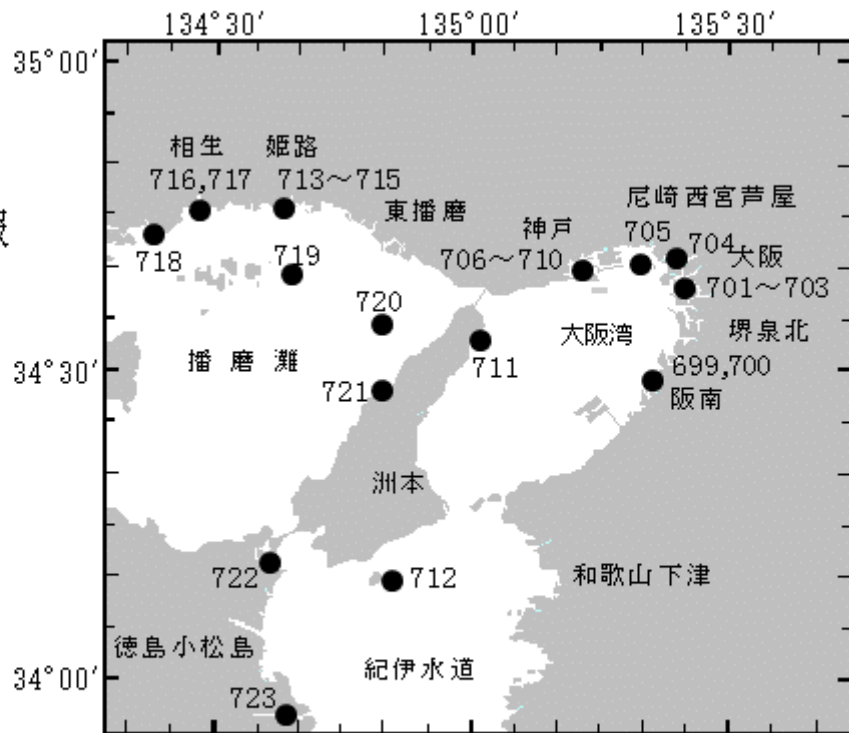 134°30′ 135°00′ 135°30′
35°00′
相生 姫路
716,717 713～715
尼崎西宮芦屋
東播磨
神戸 705 704
718 719 706～710 大阪
701～703
720
播磨灘 大阪湾 堺泉北
34°30′ 711 699,700
721 阪南
洲本
722 712 和歌山下津
徳島小松島
紀伊水道
34°00′
723